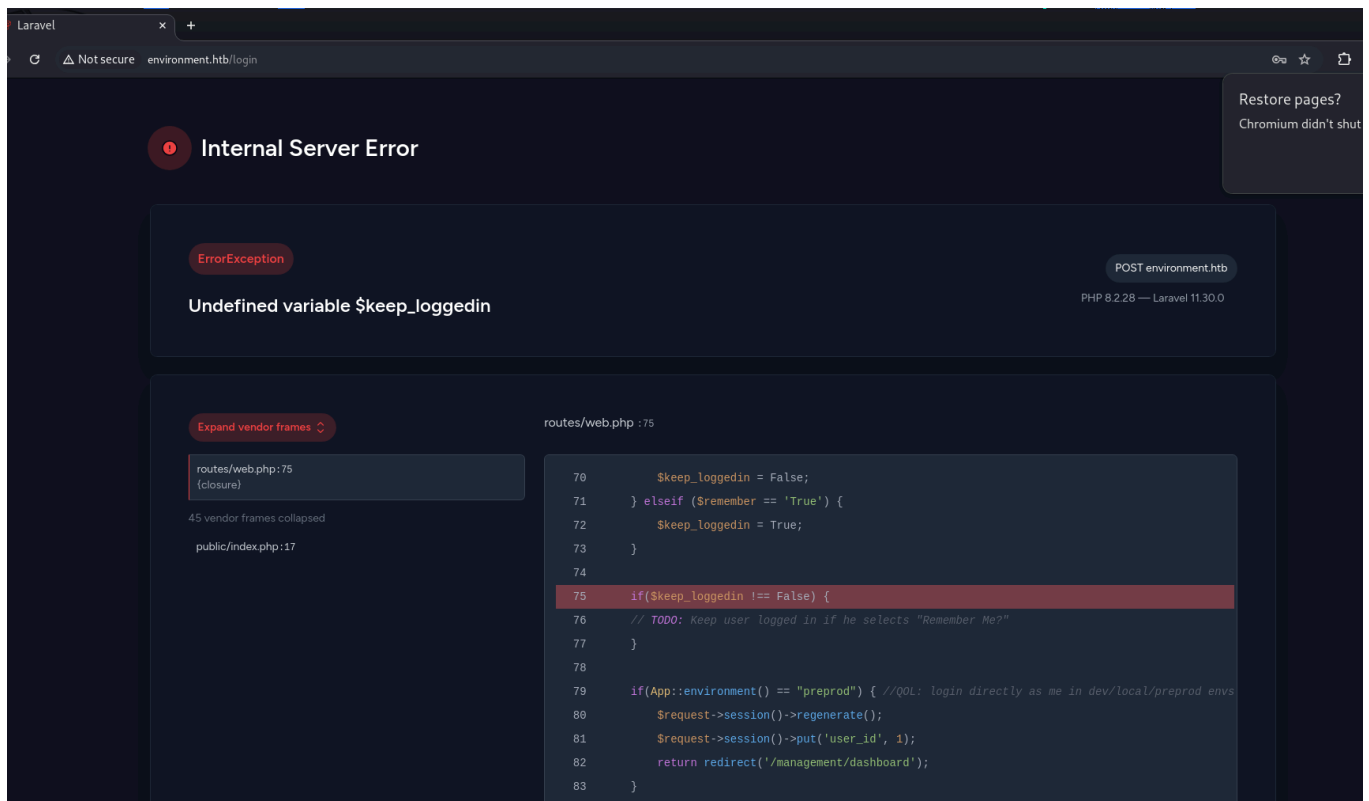 Laravel
Not secure environment.htb/login
Restore pages?
Chromium didn't shut
Internal Server Error
ErrorException
POST environment.htb
Undefined variable $keep_loggedin
PHP 8.2.28 — Laravel 11.30.0
Expand vendor frames
routes/web.php :75
routes/web.php:75
{closure}
45 vendor frames collapsed
public/index.php:17
70 $keep_loggedin = False;
71 } elseif ($remember == 'True') {
72 $keep_loggedin = True;
73 }
74
75 if($keep_loggedin !== False) {
76 // TODO: Keep user logged in if he selects "Remember Me?"
77 }
78
79 if(App::environment() == "preprod") { //QOL: login directly as me in dev/local/preprod envs
80 $request->session()->regenerate();
81 $request->session()->put('user_id', 1);
82 return redirect('/management/dashboard');
83 }